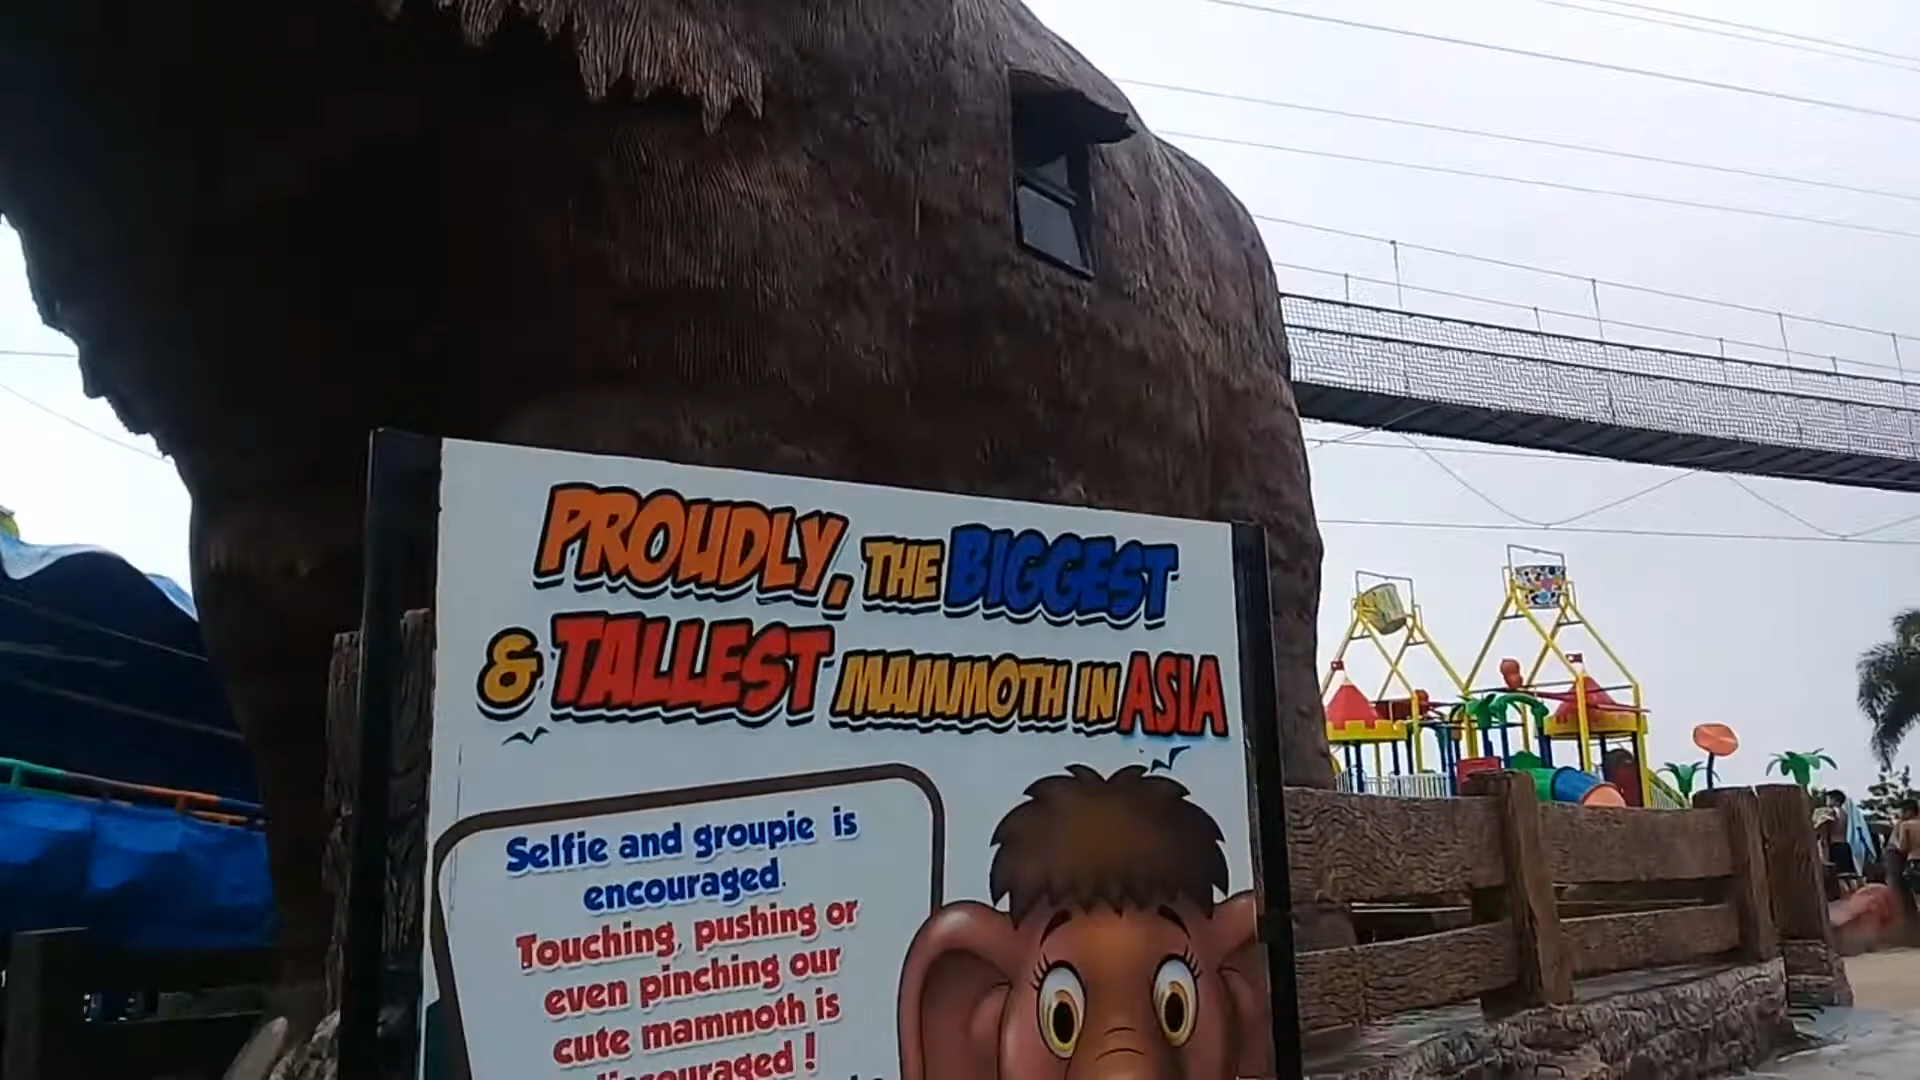 PROUDLY, THE BIGGEST
& TALLEST MAMMOTH IN ASIA
Selfie and groupie is
encouraged.
Touching, pushing or
even pinching our
cute mammoth is
discouraged!